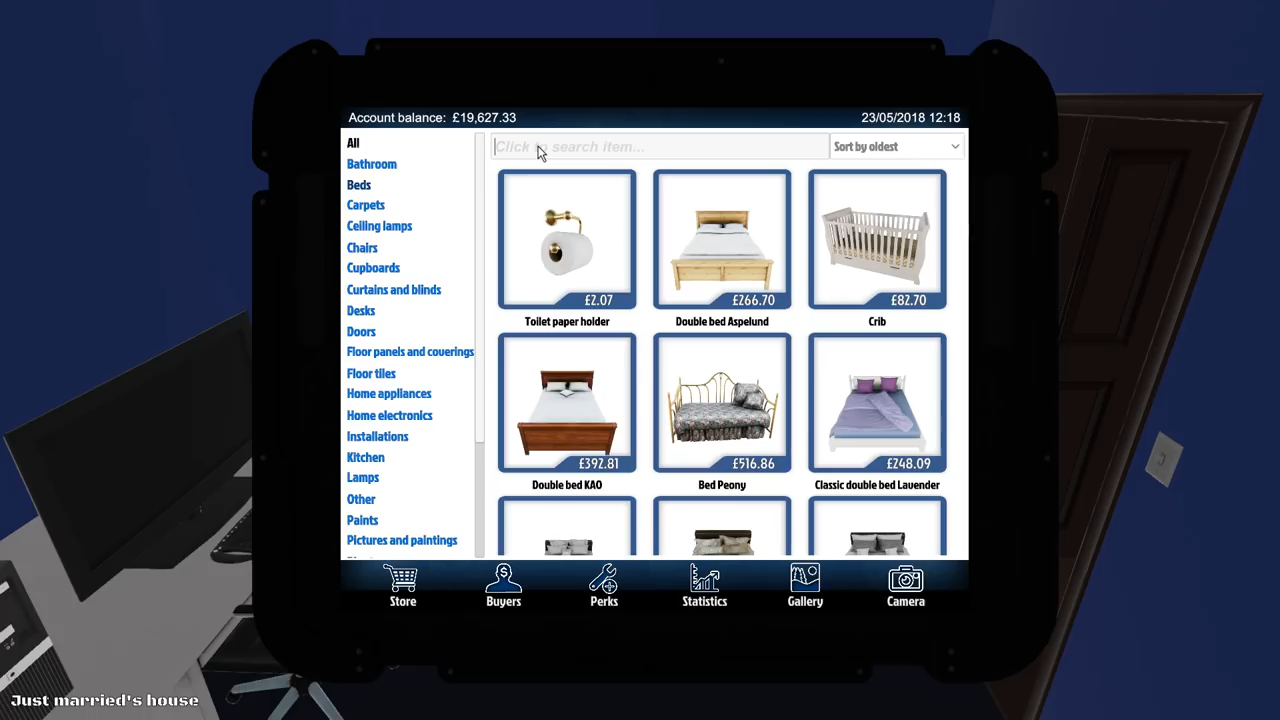 Account balance: £19,627.33
23/05/2018 12:18
All
Bathroom
Beds
Carpets
Ceiling lamps
Chairs
Cupboards
Curtains and blinds
Desks
Doors
Floor panels and coverings
Floor tiles
Home appliances
Home electronics
Installations
Kitchen
Lamps
Other
Paints
Pictures and paintings
Click to search item...
Sort by oldest
£2.07
£266.70
£82.70
Toilet paper holder
Double bed Aspelund
Crib
£392.81
£516.86
£248.09
Double bed KAO
Bed Peony
Classic double bed Lavender
Store
Buyers
Perks
Statistics
Gallery
Camera
Just married's house